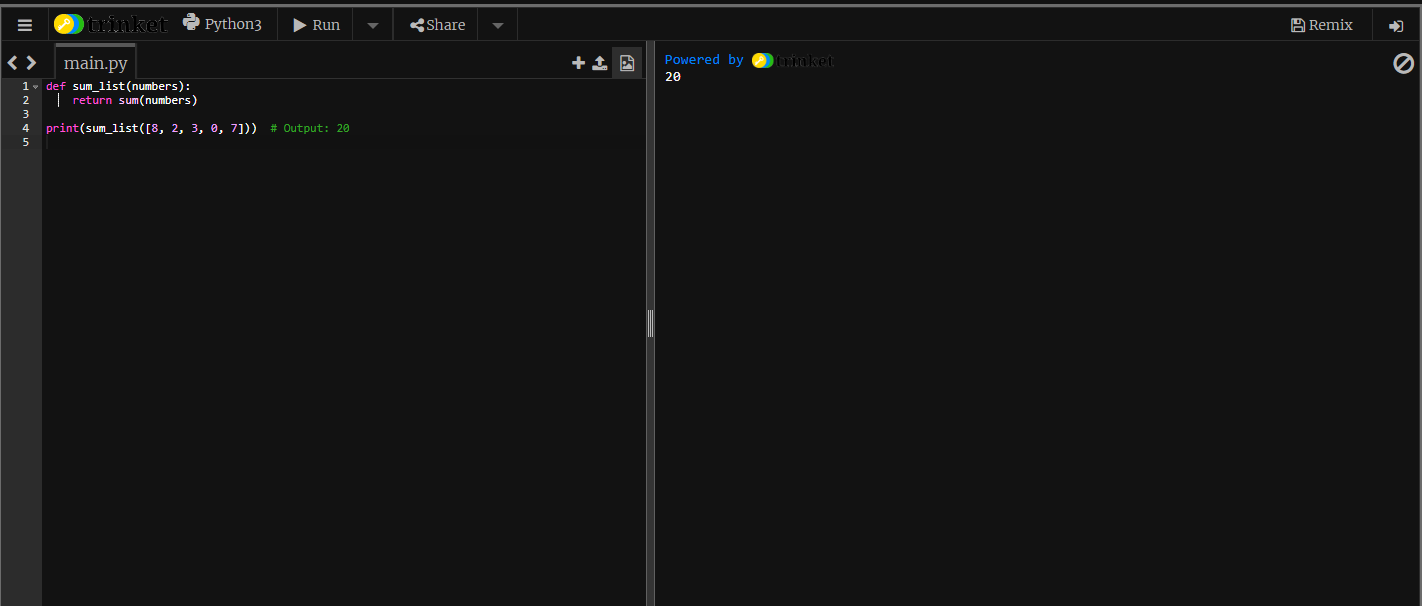 trinket Python3 Run Share Remix
main.py
1 def sum_list(numbers):
2 return sum(numbers)
3
4 print(sum_list([8, 2, 3, 0, 7])) # Output: 20
5
Powered by trinket
20